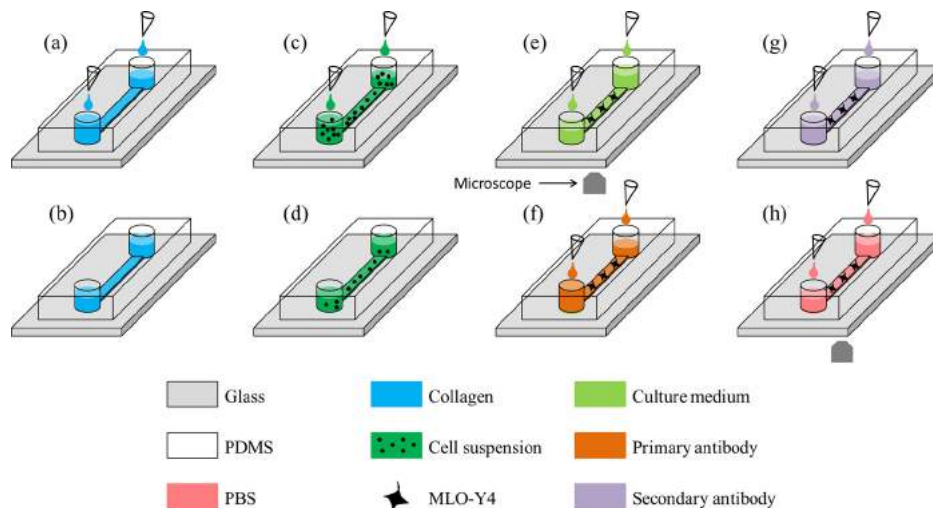 (a)
(c)
(e)
(g)
Microscope
(b)
(d)
(f)
(h)
Glass
Collagen
Culture medium
PDMS
Cell suspension
Primary antibody
PBS
MLO-Y4
Secondary antibody